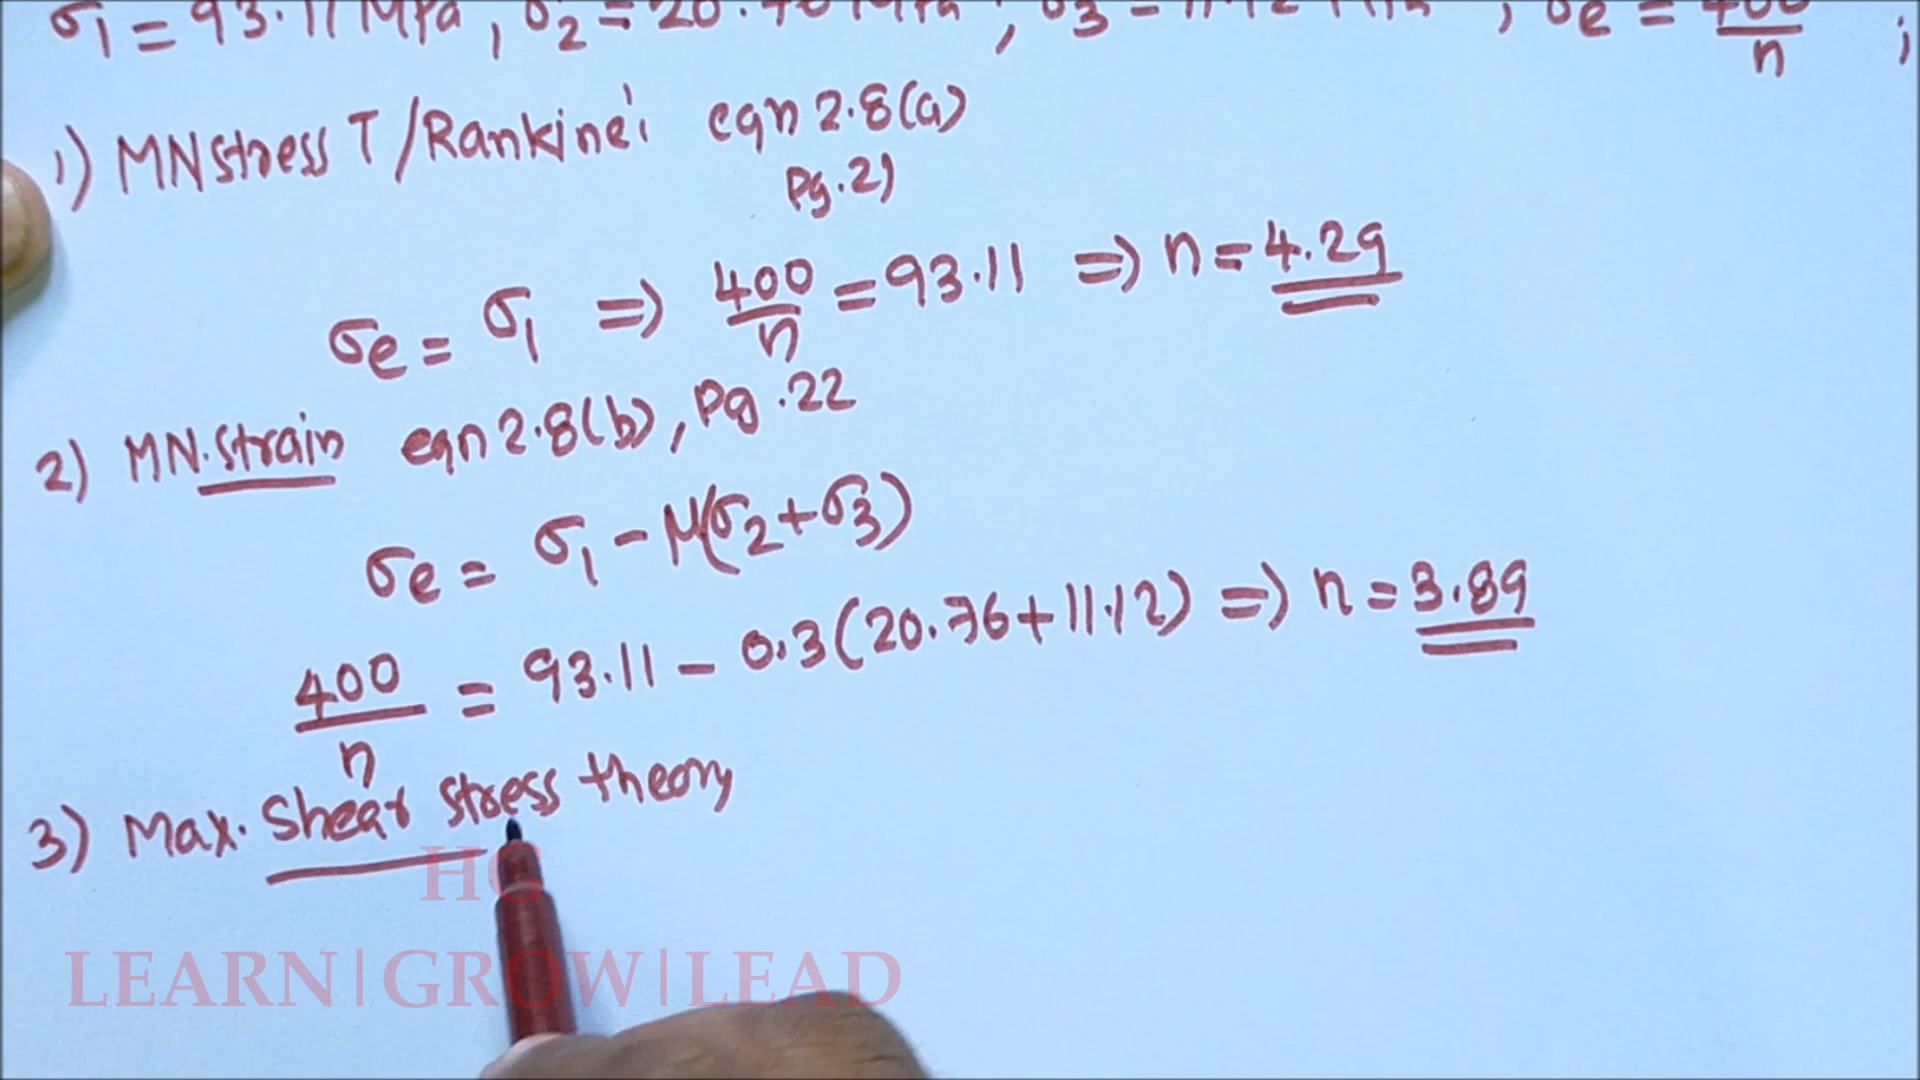 σ1 = 93.11 MPa, σ2 = 20.76 MPa, σ3 = 11.12 MPa ; σe = 400/n ;
1) MN stress T / Rankine's eqn 2.8(a)
Pg.21
σe = σ1 => 400/n = 93.11 => n = 4.29
2) MN. strain eqn 2.8(b), Pg.22
σe = σ1 - μ(σ2+σ3)
400/n = 93.11 - 0.3(20.76+11.12) => n = 3.89
3) Max. Shear stress theory
HG
LEARN|GROW|LEAD